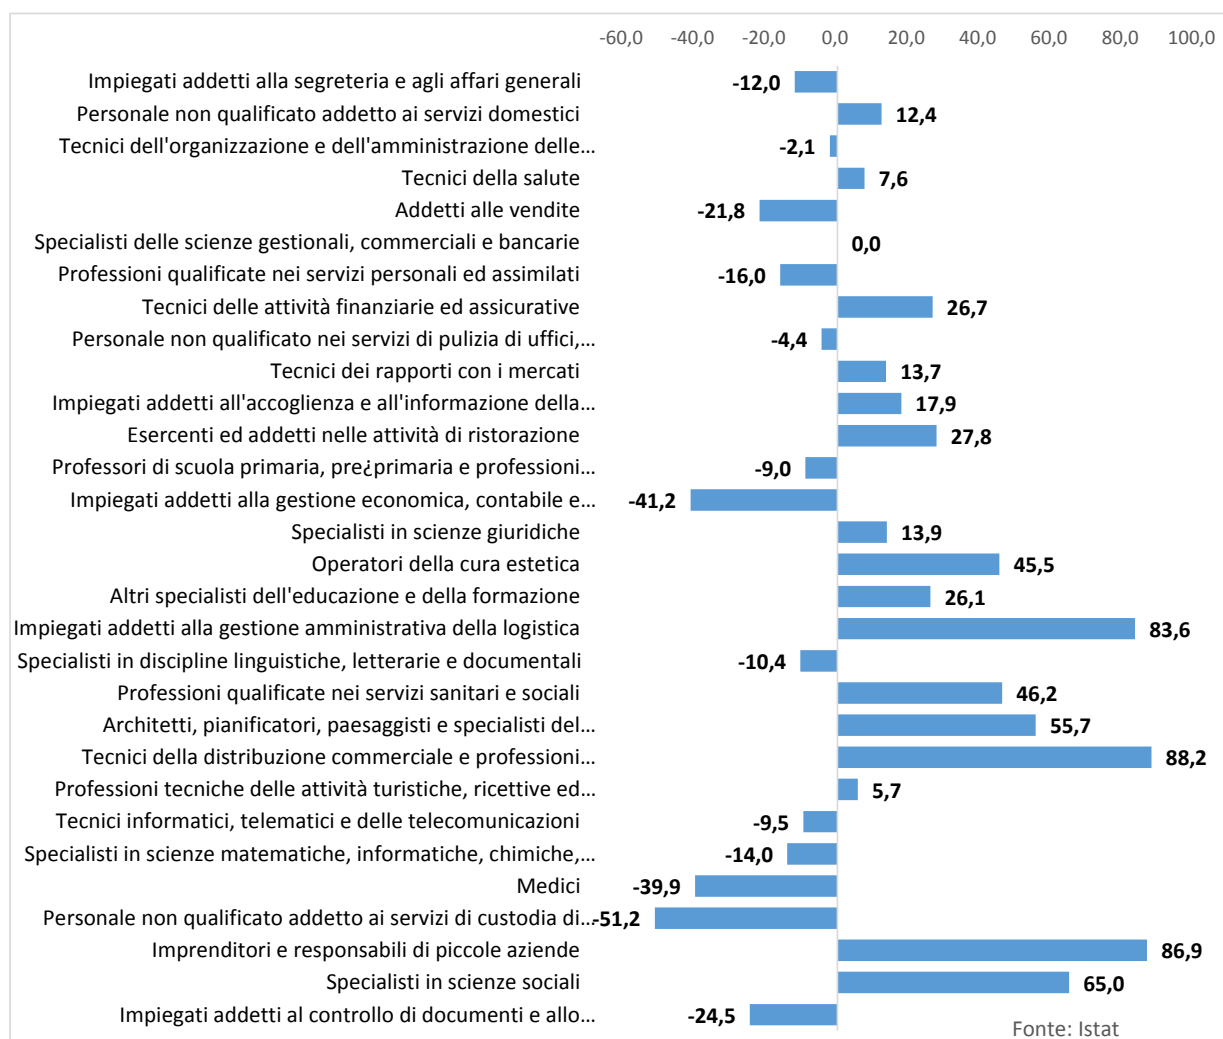 -60,0 -40,0 -20,0 0,0 20,0 40,0 60,0 80,0 100,0
Impiegati addetti alla segreteria e agli affari generali -12,0
Personale non qualificato addetto ai servizi domestici 12,4
Tecnici dell'organizzazione e dell'amministrazione delle... -2,1
Tecnici della salute 7,6
Addetti alle vendite -21,8
Specialisti delle scienze gestionali, commerciali e bancarie 0,0
Professioni qualificate nei servizi personali ed assimilati -16,0
Tecnici delle attività finanziarie ed assicurative 26,7
Personale non qualificato nei servizi di pulizia di uffici,... -4,4
Tecnici dei rapporti con i mercati 13,7
Impiegati addetti all'accoglienza e all'informazione della... 17,9
Esercenti ed addetti nelle attività di ristorazione 27,8
Professori di scuola primaria, pre¿primaria e professioni... -9,0
Impiegati addetti alla gestione economica, contabile e... -41,2
Specialisti in scienze giuridiche 13,9
Operatori della cura estetica 45,5
Altri specialisti dell'educazione e della formazione 26,1
Impiegati addetti alla gestione amministrativa della logistica 83,6
Specialisti in discipline linguistiche, letterarie e documentali -10,4
Professioni qualificate nei servizi sanitari e sociali 46,2
Architetti, pianificatori, paesaggisti e specialisti del... 55,7
Tecnici della distribuzione commerciale e professioni... 88,2
Professioni tecniche delle attività turistiche, ricettive ed... 5,7
Tecnici informatici, telematici e delle telecomunicazioni -9,5
Specialisti in scienze matematiche, informatiche, chimiche,... -14,0
Medici -39,9
Personale non qualificato addetto ai servizi di custodia di... -51,2
Imprenditori e responsabili di piccole aziende 86,9
Specialisti in scienze sociali 65,0
Impiegati addetti al controllo di documenti e allo... -24,5
Fonte: Istat